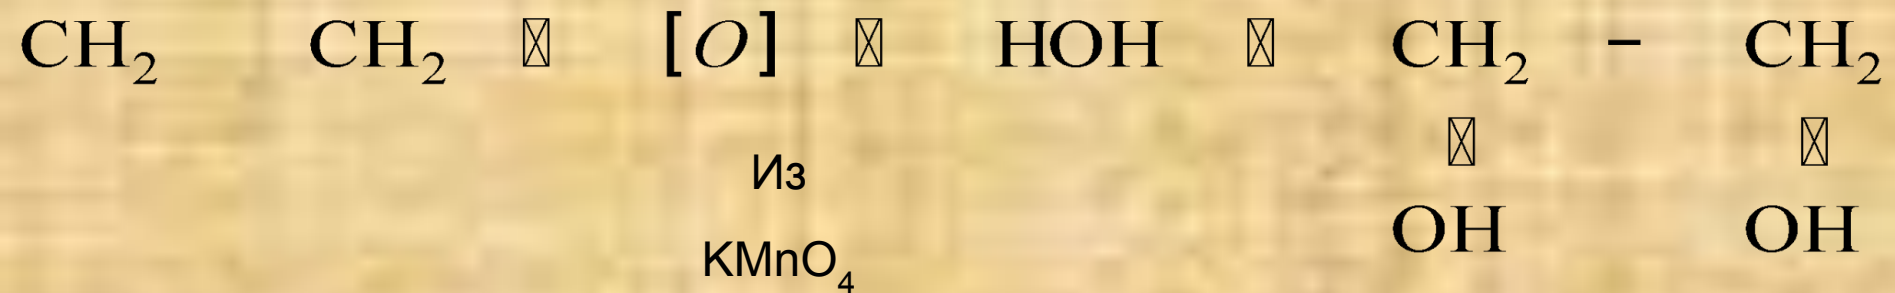 CH₂ CH₂ [O] HOH CH₂ – CH₂
Из
OH OH
KMnO₄